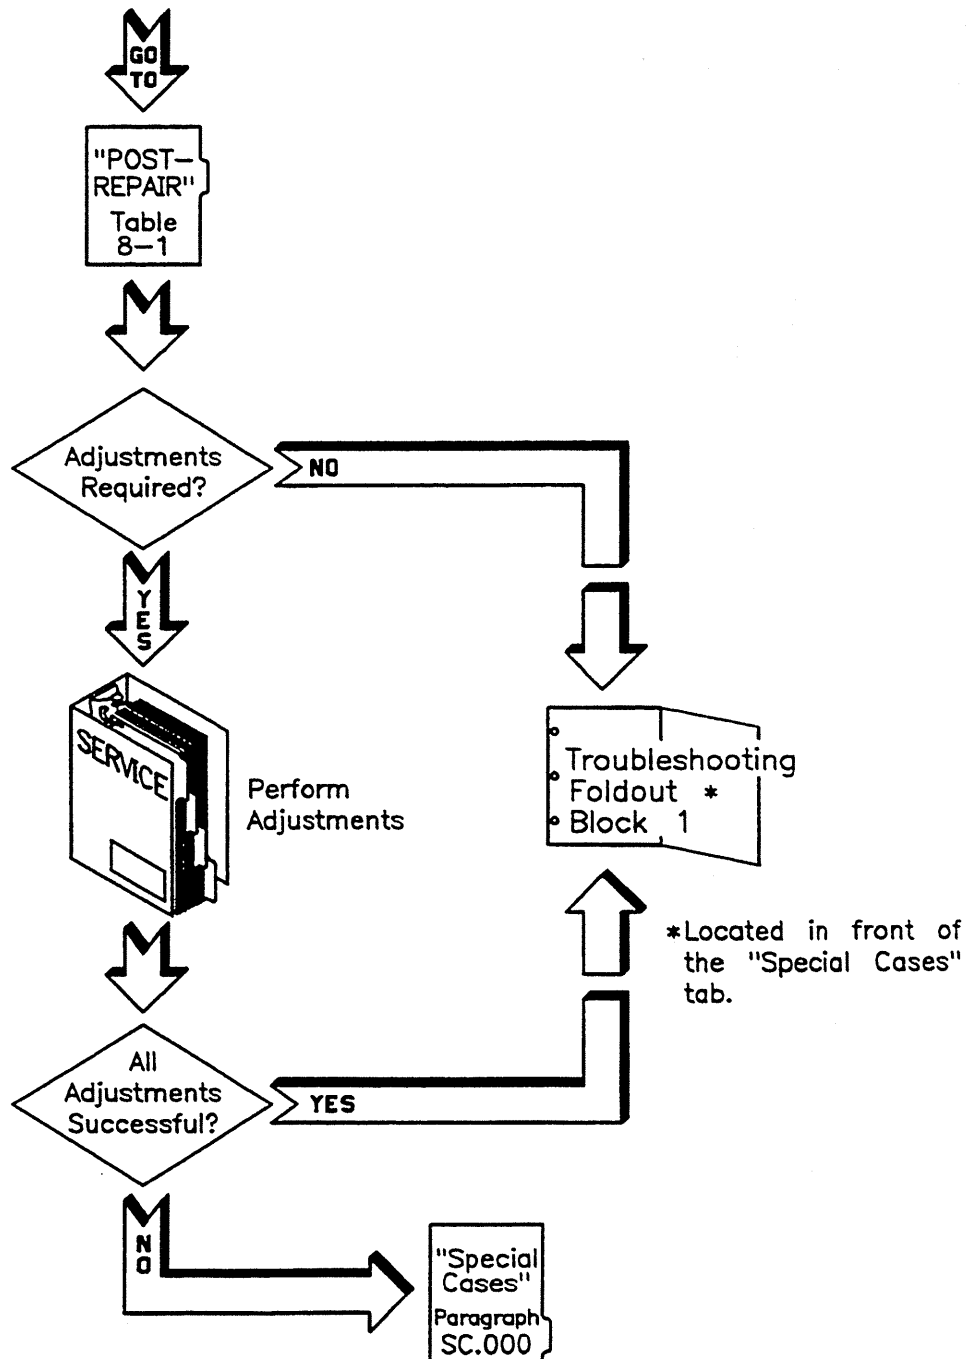 GO
TO
"POST-
REPAIR"
Table
8-1
Adjustments
Required?
NO
YES
SERVICE
Perform
Adjustments
Troubleshooting
Foldout *
Block 1
*Located in front of
the "Special Cases"
tab.
All
Adjustments
Successful?
YES
NO
"Special
Cases"
Paragraph
SC.000